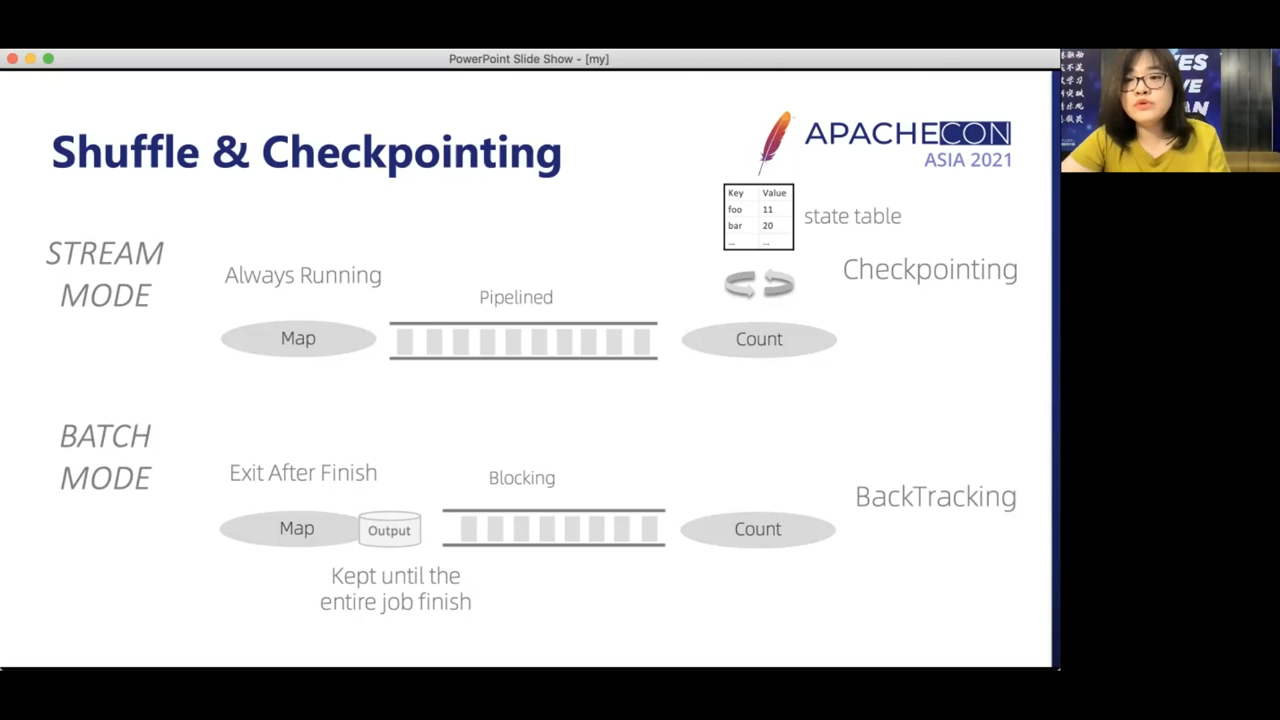 PowerPoint Slide Show - [my]
Shuffle & Checkpointing
APACHECON
ASIA 2021
Key Value
foo 11
bar 20
... ...
state table
STREAM
MODE
Always Running
Pipelined
Checkpointing
Map
Count
BATCH
MODE
Exit After Finish
Blocking
BackTracking
Map
Output
Count
Kept until the
entire job finish